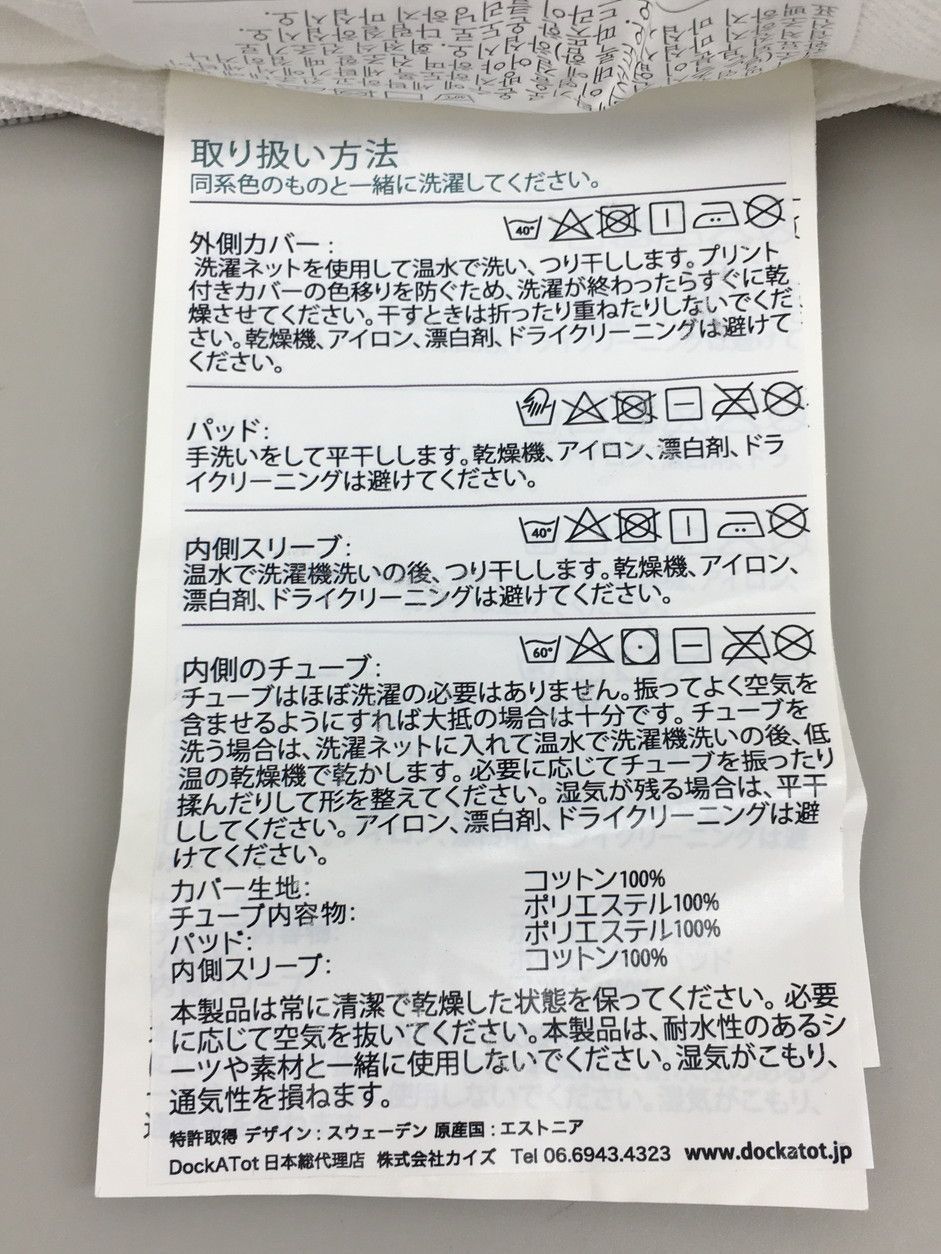 取り扱い方法
同系色のものと一緒に洗濯してください。
40°
外側カバー:
洗濯ネットを使用して温水で洗い、つり干しします。プリント
付きカバーの色移りを防ぐため、洗濯が終わったらすぐに乾
燥させてください。干すときは折ったり重ねたりしないでくだ
さい。乾燥機、アイロン、漂白剤、ドライクリーニングは避けて
ください。
パッド:
手洗いをして平干しします。乾燥機、アイロン、漂白剤、ドラ
イクリーニングは避けてください。
40°
内側スリーブ:
温水で洗濯機洗いの後、つり干しします。乾燥機、アイロン、
漂白剤、ドライクリーニングは避けてください。
60°
内側のチューブ:
チューブはほぼ洗濯の必要はありません。振ってよく空気を
含ませるようにすれば大抵の場合は十分です。チューブを
洗う場合は、洗濯ネットに入れて温水で洗濯機洗いの後、低
温の乾燥機で乾かします。必要に応じてチューブを振ったり
揉んだりして形を整えてください。湿気が残る場合は、平干
ししてください。アイロン、漂白剤、ドライクリーニングは避
けてください。
カバー生地: コットン100%
チューブ内容物: ポリエステル100%
パッド: ポリエステル100%
内側スリーブ: コットン100%
本製品は常に清潔で乾燥した状態を保ってください。必要
に応じて空気を抜いてください。本製品は、耐水性のあるシ
ーツや素材と一緒に使用しないでください。湿気がこもり、
通気性を損ねます。
特許取得 デザイン:スウェーデン 原産国:エストニア
DockATot 日本総代理店 株式会社カイズ Tel 06.6943.4323 www.dockatot.jp